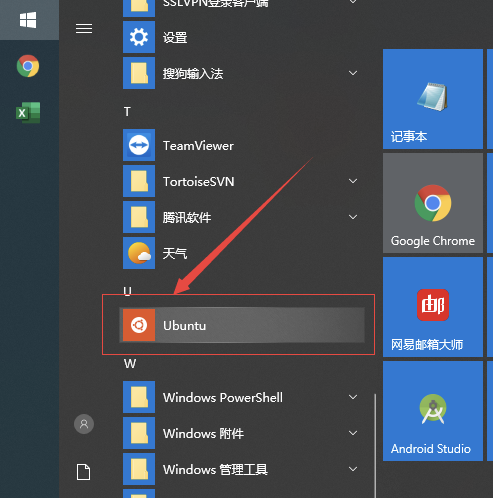 SSLVPN登录客户端
设置
搜狗输入法
T
TeamViewer
TortoiseSVN
腾讯软件
天气
U
Ubuntu
W
Windows PowerShell
Windows 附件
Windows 管理工具
记事本
Google Chrome
邮
网易邮箱大师
Android Studio